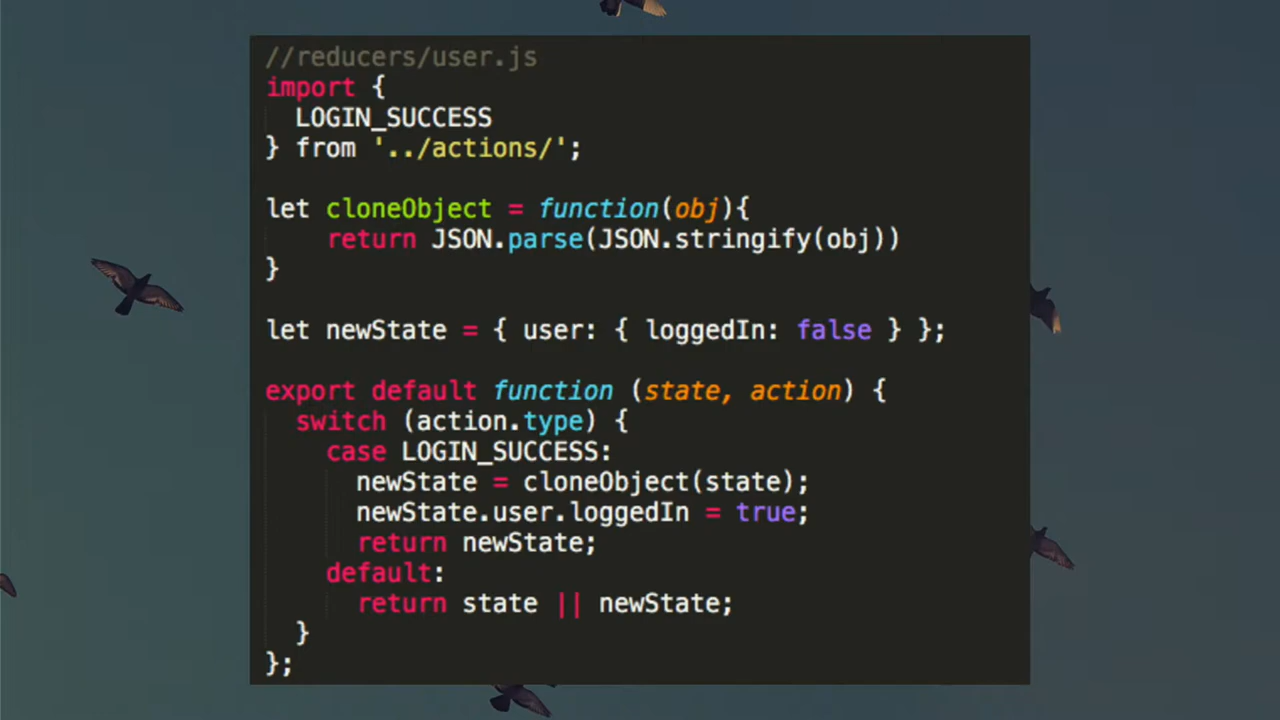 //reducers/user.js
import {
  LOGIN_SUCCESS
} from '../actions/';

let cloneObject = function(obj){
    return JSON.parse(JSON.stringify(obj))
}

let newState = { user: { loggedIn: false } };

export default function (state, action) {
  switch (action.type) {
    case LOGIN_SUCCESS:
      newState = cloneObject(state);
      newState.user.loggedIn = true;
      return newState;
    default:
      return state || newState;
  }
};